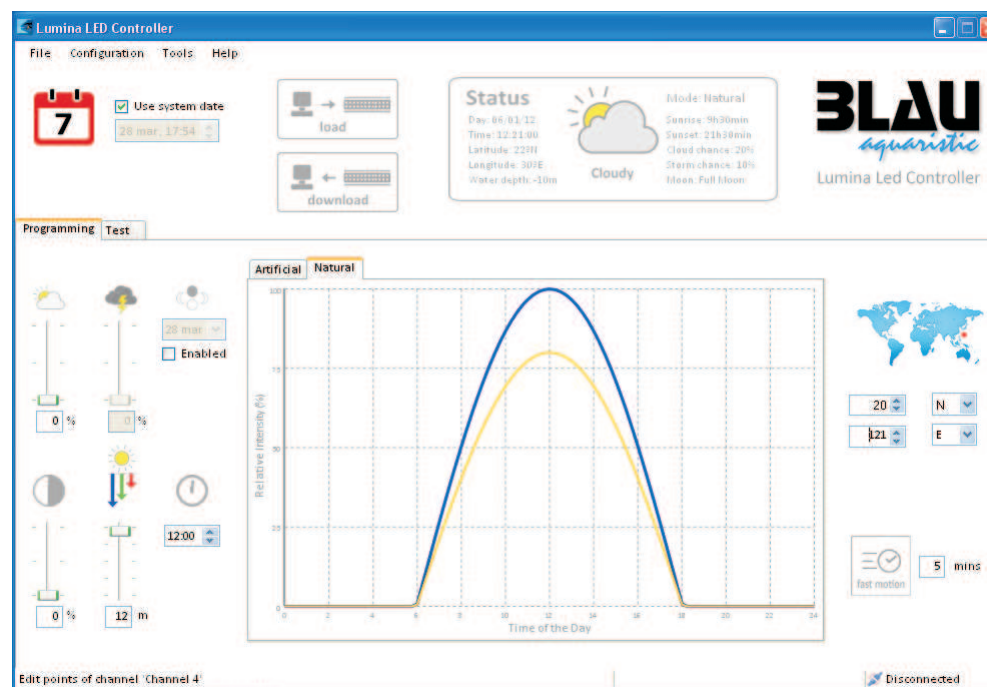 Lumina LED Controller
File Configuration Tools Help
7
Use system date
28 mar, 17:54
load
download
Status
Day: 06/01/12
Time: 12:21:00
Latitude: 22ºN
Longitude: 30ºE
Water depth: -10m
Cloudy
Mode: Natural
Sunrise: 9h30min
Sunset: 21h30min
Cloud chance: 20%
Storm chance: 10%
Moon: Full Moon
BLAU
aquaristic
Lumina Led Controller
Programming Test
28 mar
Enabled
0 %
0 %
12:00
0 %
12 m
Artificial Natural
100
75
50
25
0
Relative Intensity (%)
0 2 4 6 8 10 12 14 16 18 20 22 24
Time of the Day
20 N
121 E
fast motion
5 mins
Edit points of channel 'Channel 4'
Disconnected